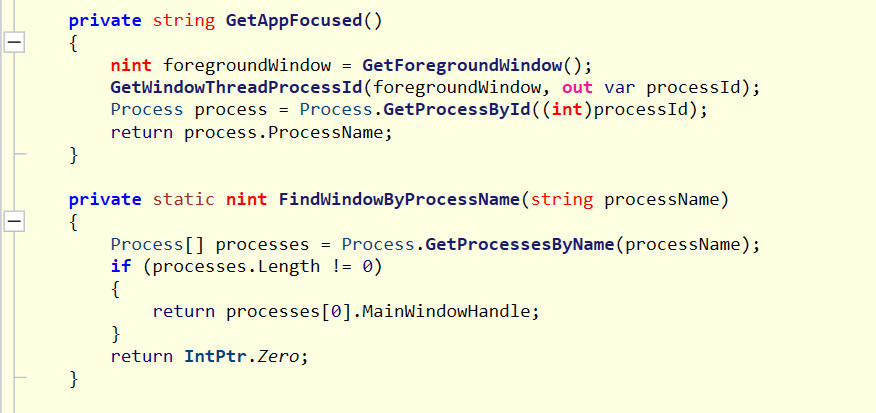 private string GetAppFocused()
{
    nint foregroundWindow = GetForegroundWindow();
    GetWindowThreadProcessId(foregroundWindow, out var processId);
    Process process = Process.GetProcessById((int)processId);
    return process.ProcessName;
}

private static nint FindWindowByProcessName(string processName)
{
    Process[] processes = Process.GetProcessesByName(processName);
    if (processes.Length != 0)
    {
        return processes[0].MainWindowHandle;
    }
    return IntPtr.Zero;
}